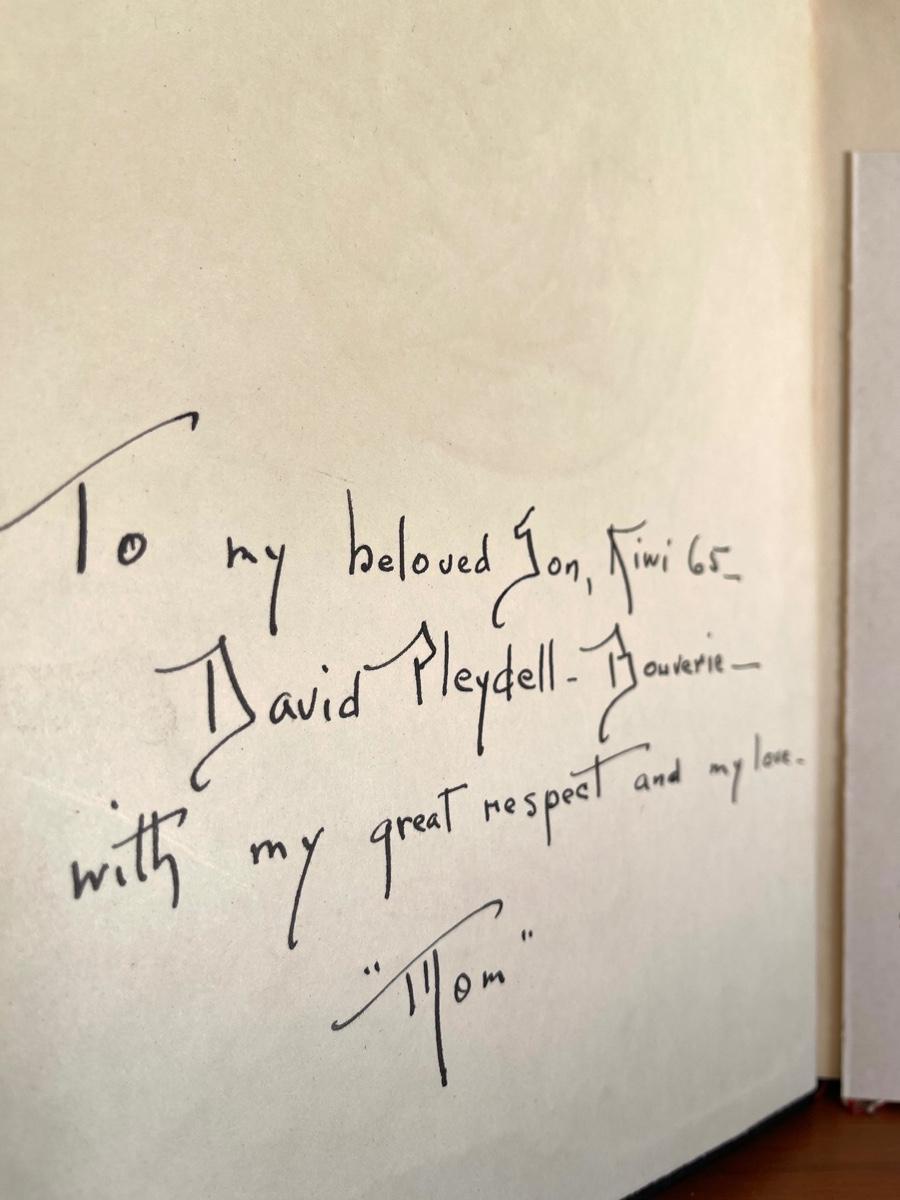 To my beloved Son, Kiwi 65_
David Pleydell-Bouverie—
with my great respect and my love.
"Mom"